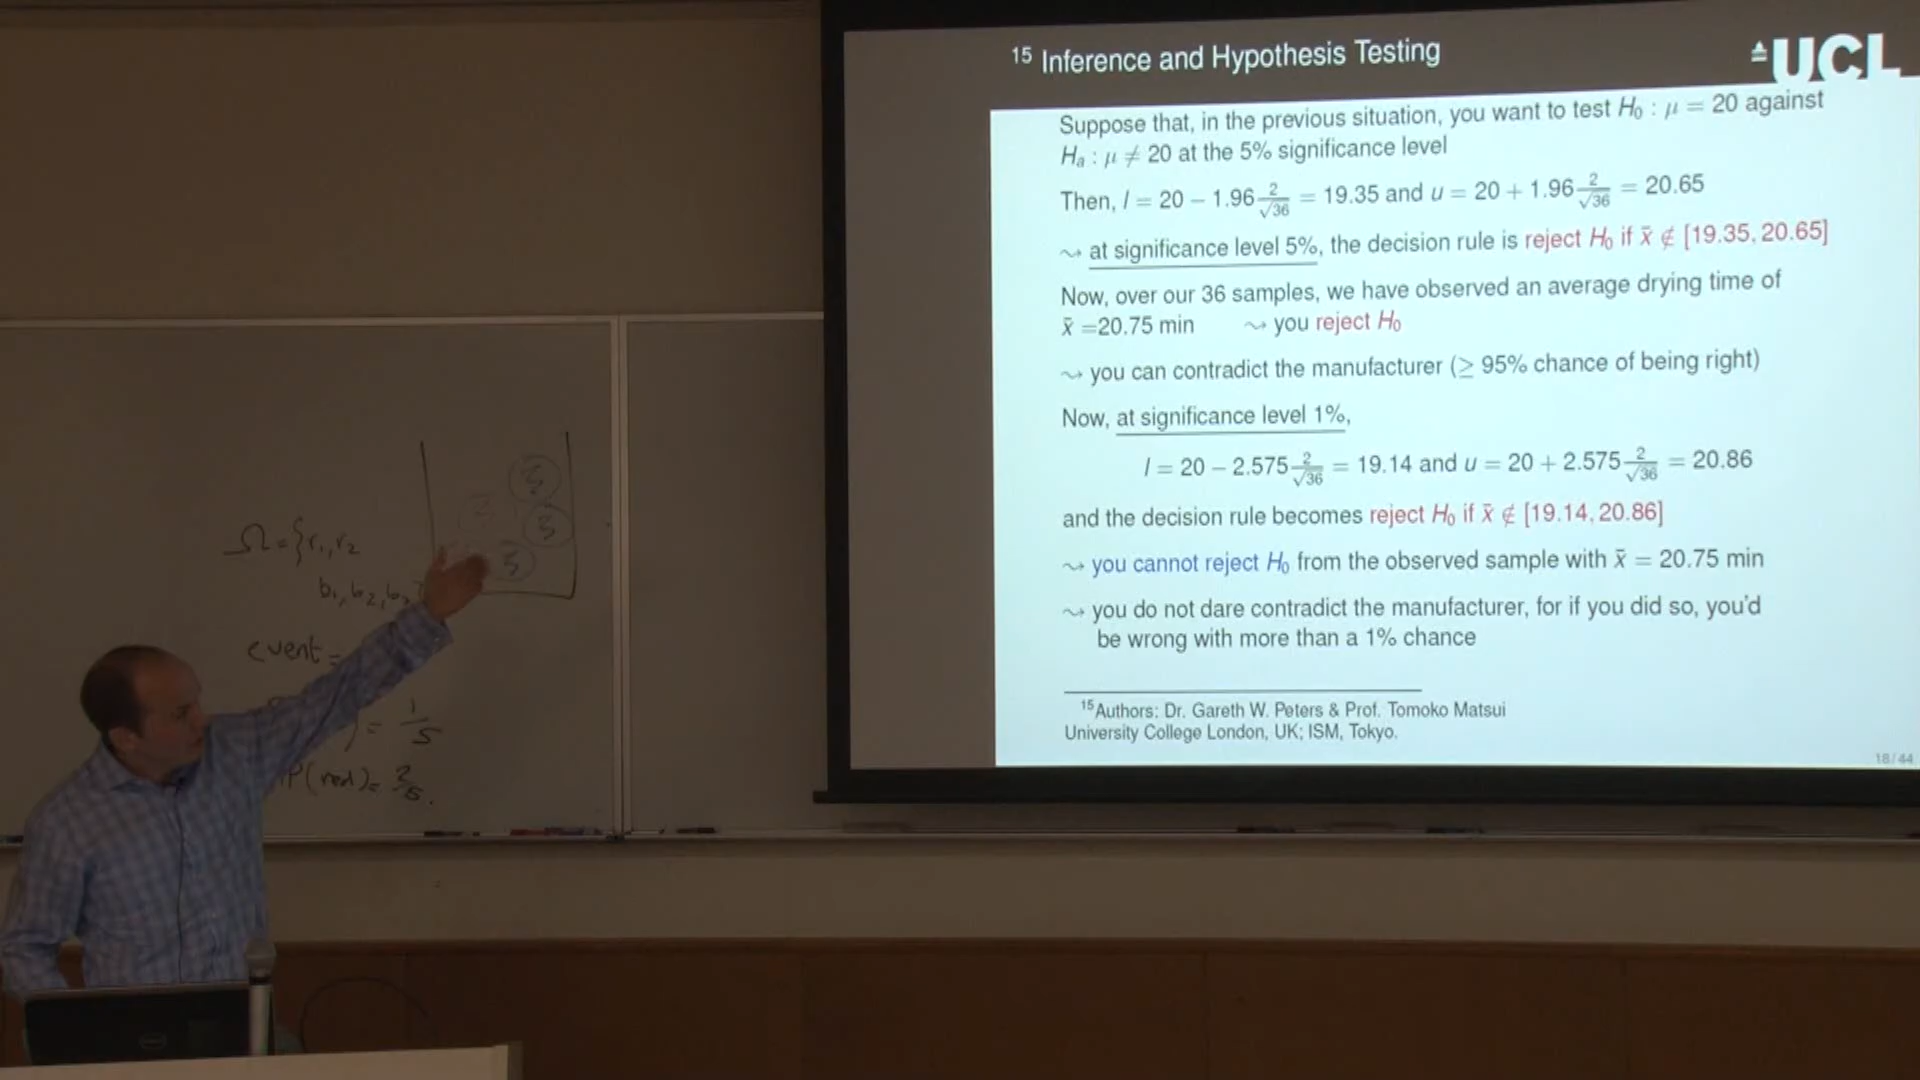 15 Inference and Hypothesis Testing
UCL
Suppose that, in the previous situation, you want to test H₀ : μ = 20 against
Hₐ : μ ≠ 20 at the 5% significance level
Then, l = 20 − 1.96 2/√36 = 19.35 and u = 20 + 1.96 2/√36 = 20.65
⇝ at significance level 5%, the decision rule is reject H₀ if x̄ ∉ [19.35, 20.65]
Now, over our 36 samples, we have observed an average drying time of
x̄ =20.75 min ⇝ you reject H₀
⇝ you can contradict the manufacturer (≥ 95% chance of being right)
Now, at significance level 1%,
l = 20 − 2.575 2/√36 = 19.14 and u = 20 + 2.575 2/√36 = 20.86
and the decision rule becomes reject H₀ if x̄ ∉ [19.14, 20.86]
⇝ you cannot reject H₀ from the observed sample with x̄ = 20.75 min
⇝ you do not dare contradict the manufacturer, for if you did so, you'd
be wrong with more than a 1% chance
15Authors: Dr. Gareth W. Peters & Prof. Tomoko Matsui
University College London, UK; ISM, Tokyo.
18/44
Ω = {r₁, r₂
b₁, b₂, b₃
event =
) = 1/5
P(red) = 2/5.